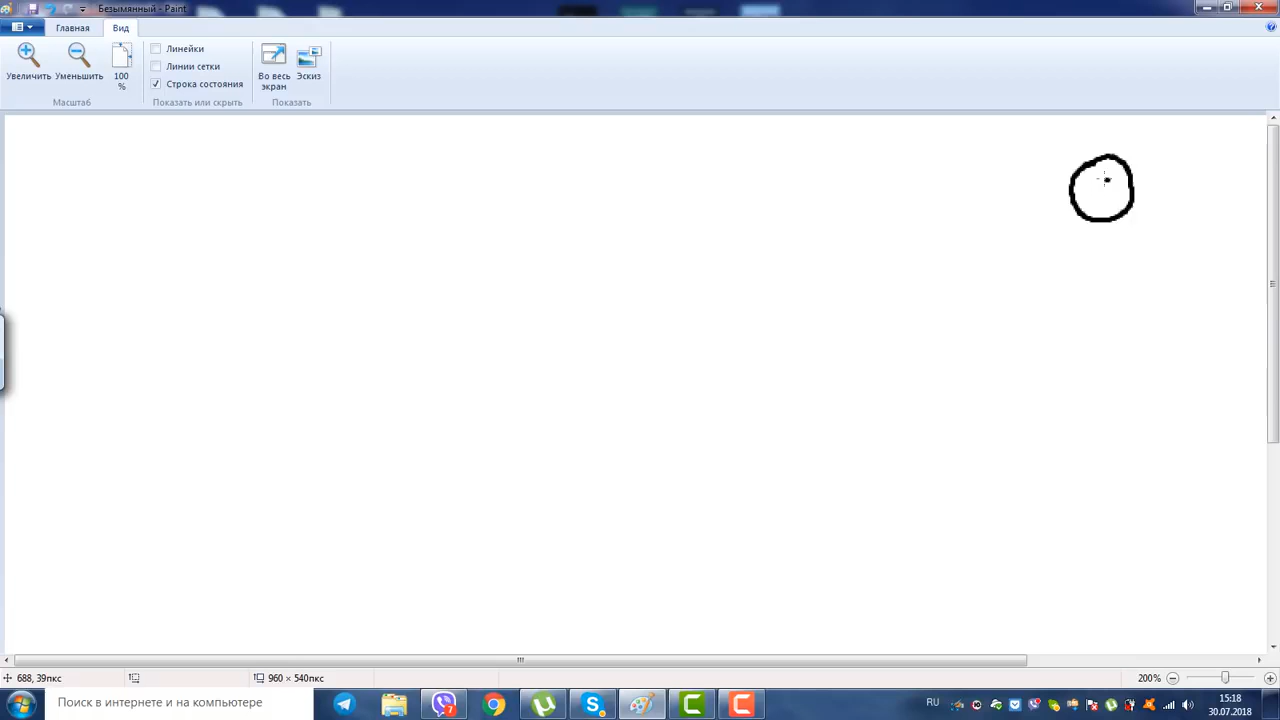 Безымянный - Paint
Главная
Вид
Увеличить
Уменьшить
100
%
Масштаб
Линейки
Линии сетки
Строка состояния
Показать или скрыть
Во весь
экран
Эскиз
Показать
688, 39пкс
960 × 540пкс
200%
Поиск в интернете и на компьютере
7
RU
15:18
30.07.2018